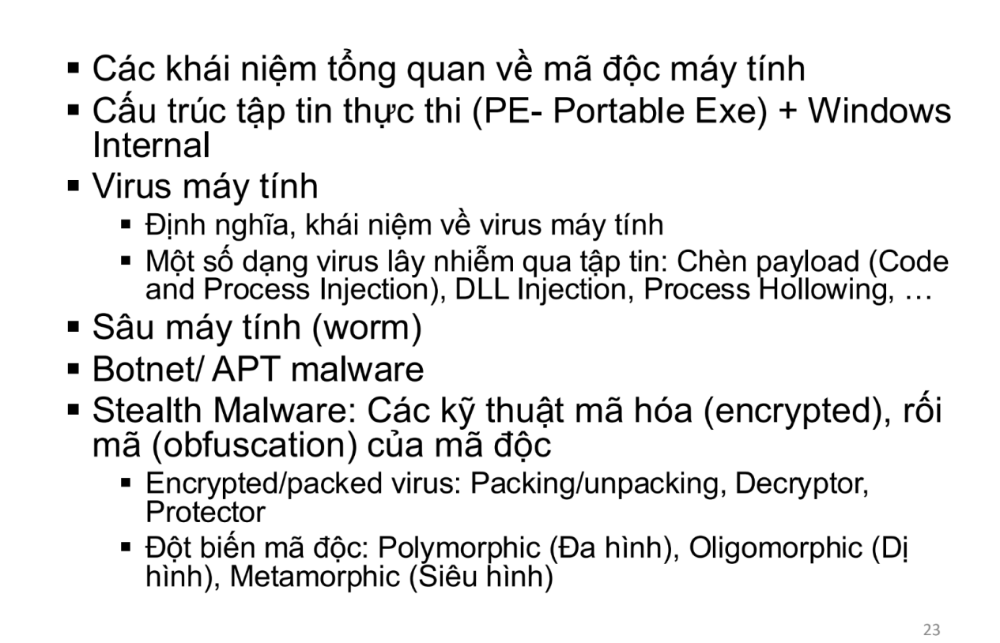 ▪ Các khái niệm tổng quan về mã độc máy tính
▪ Cấu trúc tập tin thực thi (PE- Portable Exe) + Windows
Internal
▪ Virus máy tính
▪ Định nghĩa, khái niệm về virus máy tính
▪ Một số dạng virus lây nhiễm qua tập tin: Chèn payload (Code
and Process Injection), DLL Injection, Process Hollowing, …
▪ Sâu máy tính (worm)
▪ Botnet/ APT malware
▪ Stealth Malware: Các kỹ thuật mã hóa (encrypted), rối
mã (obfuscation) của mã độc
▪ Encrypted/packed virus: Packing/unpacking, Decryptor,
Protector
▪ Đột biến mã độc: Polymorphic (Đa hình), Oligomorphic (Dị
hình), Metamorphic (Siêu hình)
23